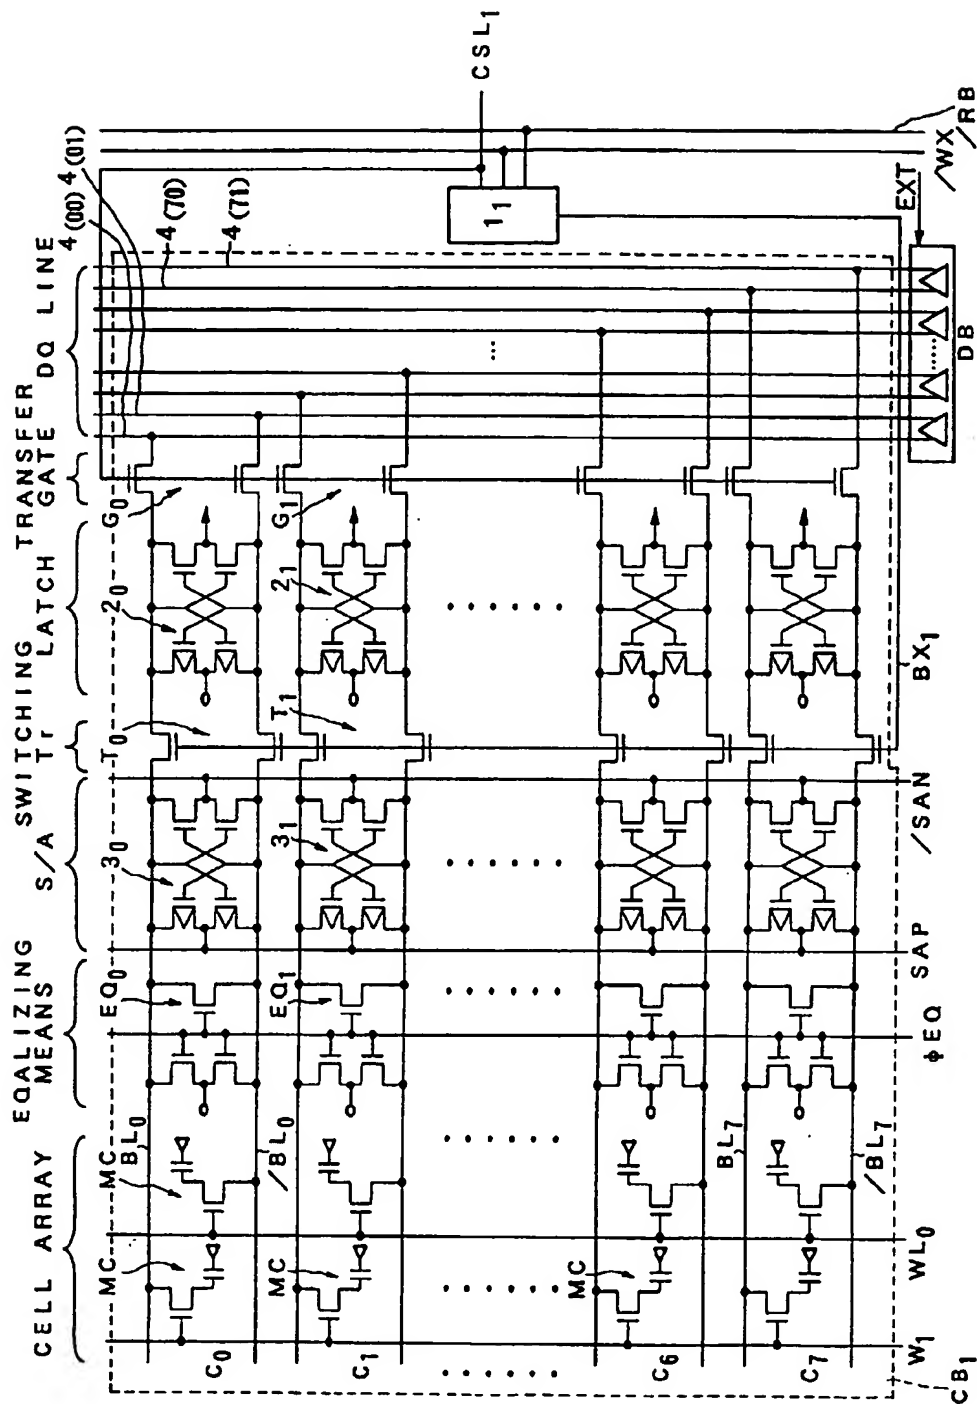 CELL ARRAY
EQALIZING
MEANS
S/A
SWITCHING
Tr
LATCH
TRANSFER
GATE
DQ LINE
4(00)
4(01)
4(70)
4(71)
CSL₁
MC
MC
BL₀
EQ₀
3₀
T₀
2₀
G₀
/BL₀
C₀
MC
EQ₁
3₁
T₁
2₁
G₁
C₁
1₁
MC
C₆
BL₇
C₇
/BL₇
W₁
WL₀
φEQ
SAP
/SAN
BX₁
DB
EXT
/WX
/RB
CB₁